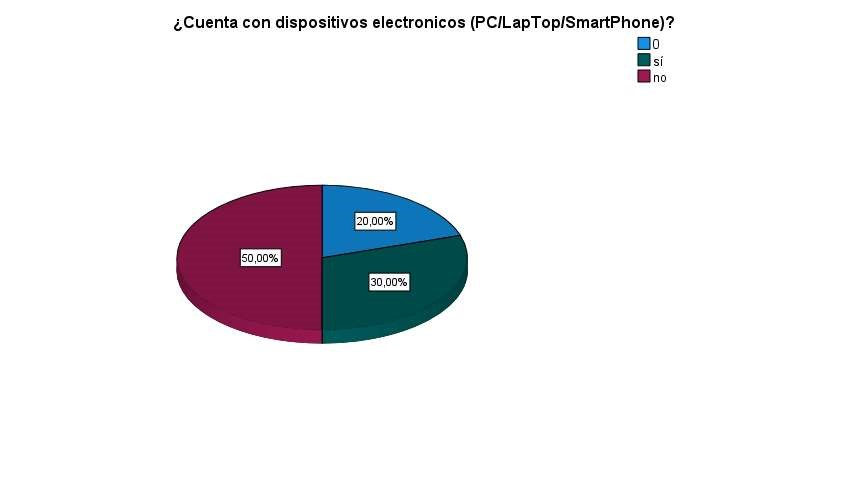 ¿Cuenta con dispositivos electronicos (PC/LapTop/SmartPhone)?
0
sí
no
20,00%
50,00%
30,00%